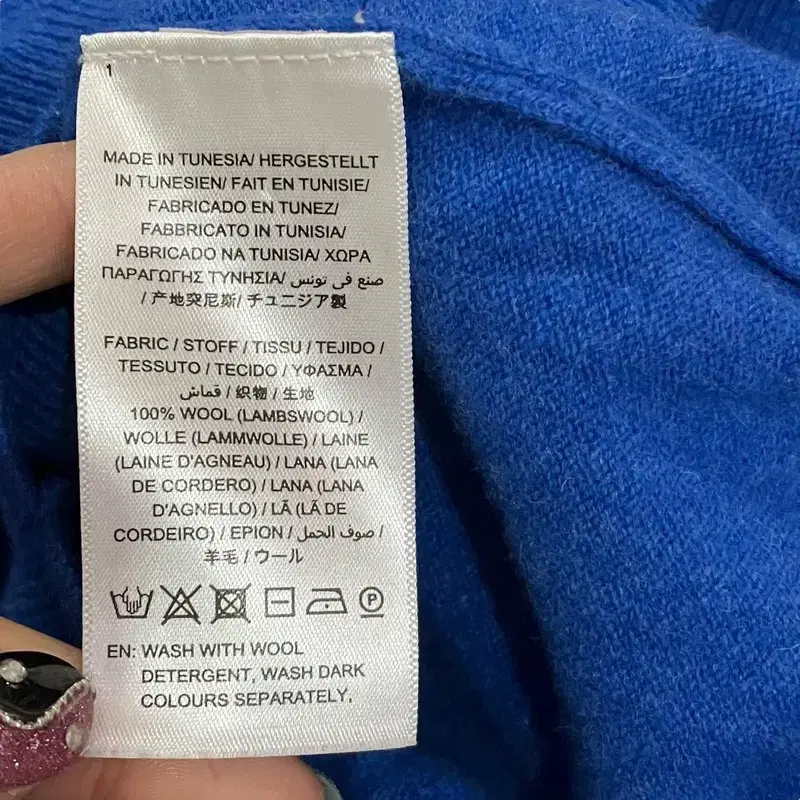 1
MADE IN TUNESIA/ HERGESTELLT
IN TUNESIEN/ FAIT EN TUNISIE/
FABRICADO EN TUNEZ/
FABBRICATO IN TUNISIA/
FABRICADO NA TUNISIA/ ΧΩΡΑ
ΠΑΡΑΓΩΓΗΣ ΤΥΝΗΣΙΑ/ صنع في تونس
/ 产地突尼斯/ チュニジア製
FABRIC / STOFF / TISSU / TEJIDO /
TESSUTO / TECIDO / ΥΦΑΣΜΑ /
قماش / 织物 / 生地
100% WOOL (LAMBSWOOL) /
WOLLE (LAMMWOLLE) / LAINE
(LAINE D'AGNEAU) / LANA (LANA
DE CORDERO) / LANA (LANA
D'AGNELLO) / LÃ (LÃ DE
CORDEIRO) / ΕΡΙΟΝ / صوف الحمل /
羊毛 / ウール
P
EN: WASH WITH WOOL
DETERGENT, WASH DARK
COLOURS SEPARATELY.